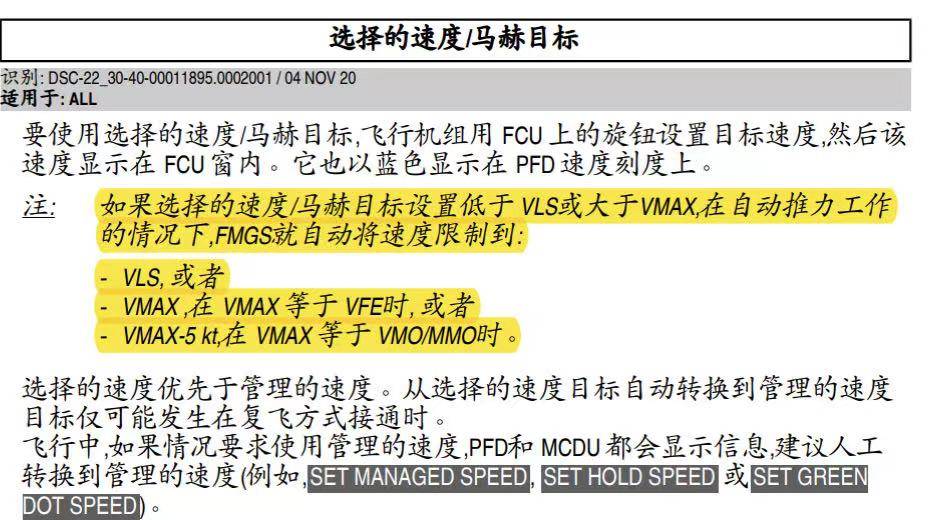 选择的速度/马赫目标
识别: DSC-22_30-40-00011895.0002001 / 04 NOV 20
适用于: ALL
要使用选择的速度/马赫目标,飞行机组用 FCU 上的旋钮设置目标速度,然后该
速度显示在 FCU 窗内。它也以蓝色显示在 PFD 速度刻度上。
注: 如果选择的速度/马赫目标设置低于 VLS或大于VMAX,在自动推力工作
的情况下,FMGS就自动将速度限制到:
- VLS, 或者
- VMAX ,在 VMAX 等于 VFE时, 或者
- VMAX-5 kt,在 VMAX 等于 VMO/MMO时。
选择的速度优先于管理的速度。从选择的速度目标自动转换到管理的速度
目标仅可能发生在复飞方式接通时。
飞行中,如果情况要求使用管理的速度,PFD和 MCDU 都会显示信息,建议人工
转换到管理的速度(例如,SET MANAGED SPEED, SET HOLD SPEED 或 SET GREEN
DOT SPEED)。